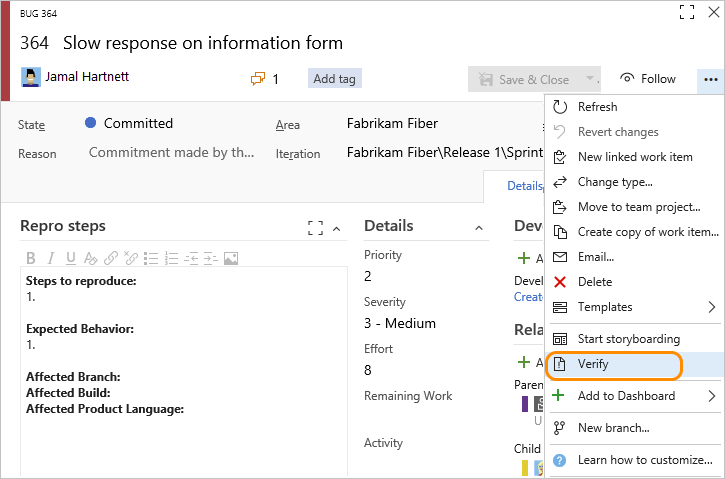 BUG 364
364 Slow response on information form
Jamal Hartnett
1
Add tag
Save & Close
Follow
State
Committed
Area
Fabrikam Fiber
Reason
Commitment made by th...
Iteration
Fabrikam Fiber\Release 1\Sprint
Details
Repro steps
B I U
Steps to reproduce:
1.
Expected Behavior:
1.
Affected Branch:
Affected Build:
Affected Product Language:
Details
Priority
2
Severity
3 - Medium
Effort
8
Remaining Work
Activity
Dev
+ A
Devel
Create
Rela
+ A
Paren
U
Child
Refresh
Revert changes
New linked work item
Change type...
Move to team project...
Create copy of work item...
Email...
Delete
Templates
Start storyboarding
Verify
Add to Dashboard
New branch...
Learn how to customize...